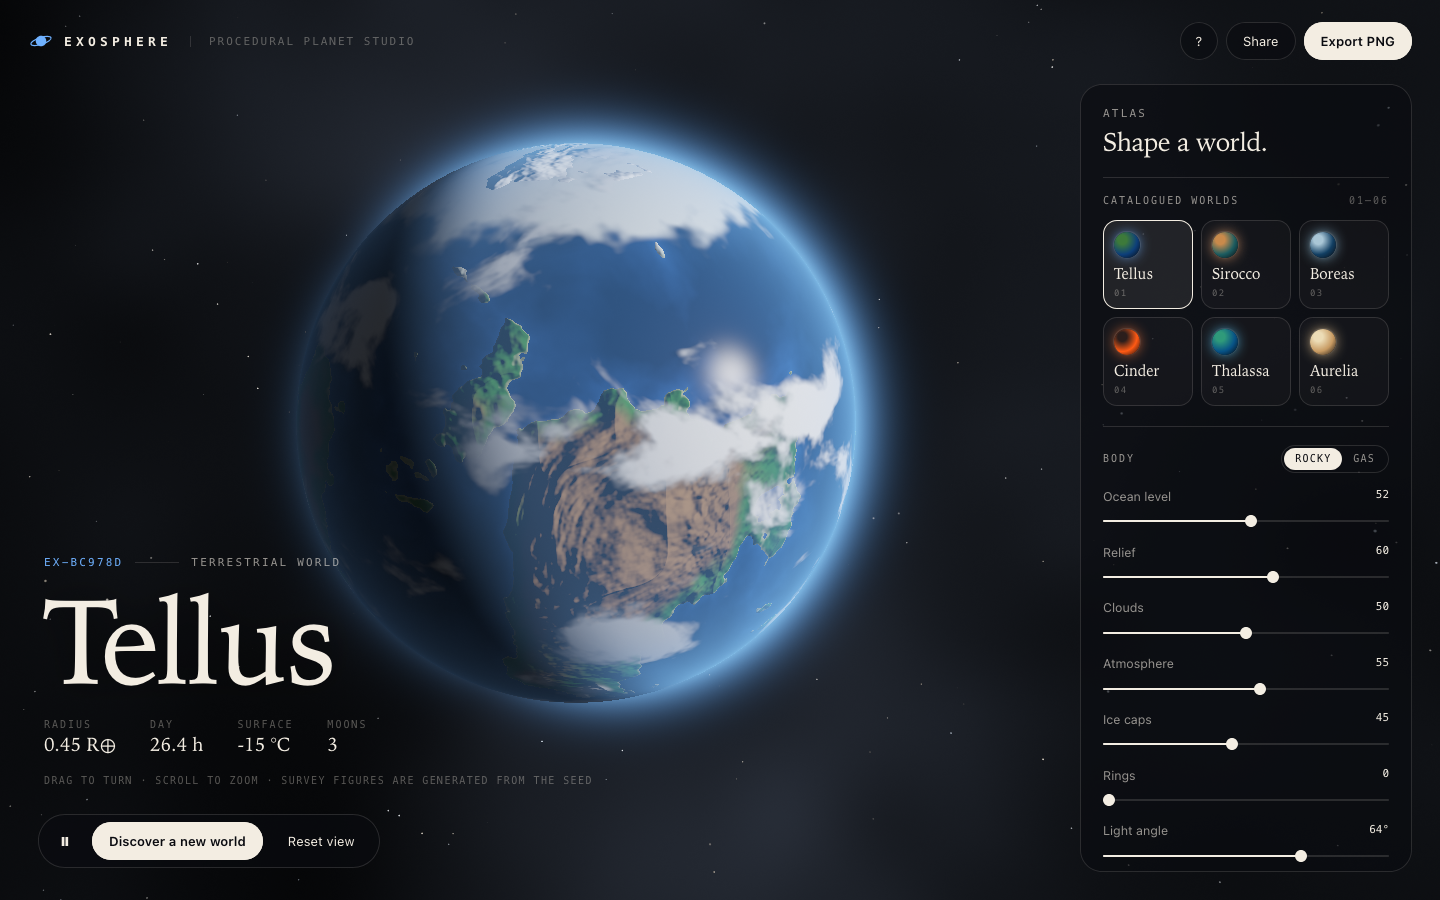 EXOSPHERE | PROCEDURAL PLANET STUDIO
? Share Export PNG
ATLAS
Shape a world.
CATALOGUED WORLDS 01—06
Tellus Sirocco Boreas
01 02 03
Cinder Thalassa Aurelia
04 05 06
BODY ROCKY GAS
Ocean level 52
Relief 60
Clouds 50
Atmosphere 55
Ice caps 45
Rings 0
Light angle 64°
EX-BC978D TERRESTRIAL WORLD
Tellus
RADIUS DAY SURFACE MOONS
0.45 R⊕ 26.4 h -15 °C 3
DRAG TO TURN · SCROLL TO ZOOM · SURVEY FIGURES ARE GENERATED FROM THE SEED
Discover a new world Reset view